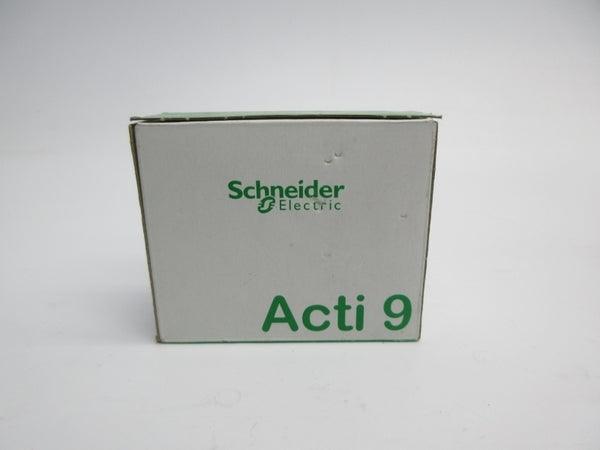 Schneider
Electric
Acti 9